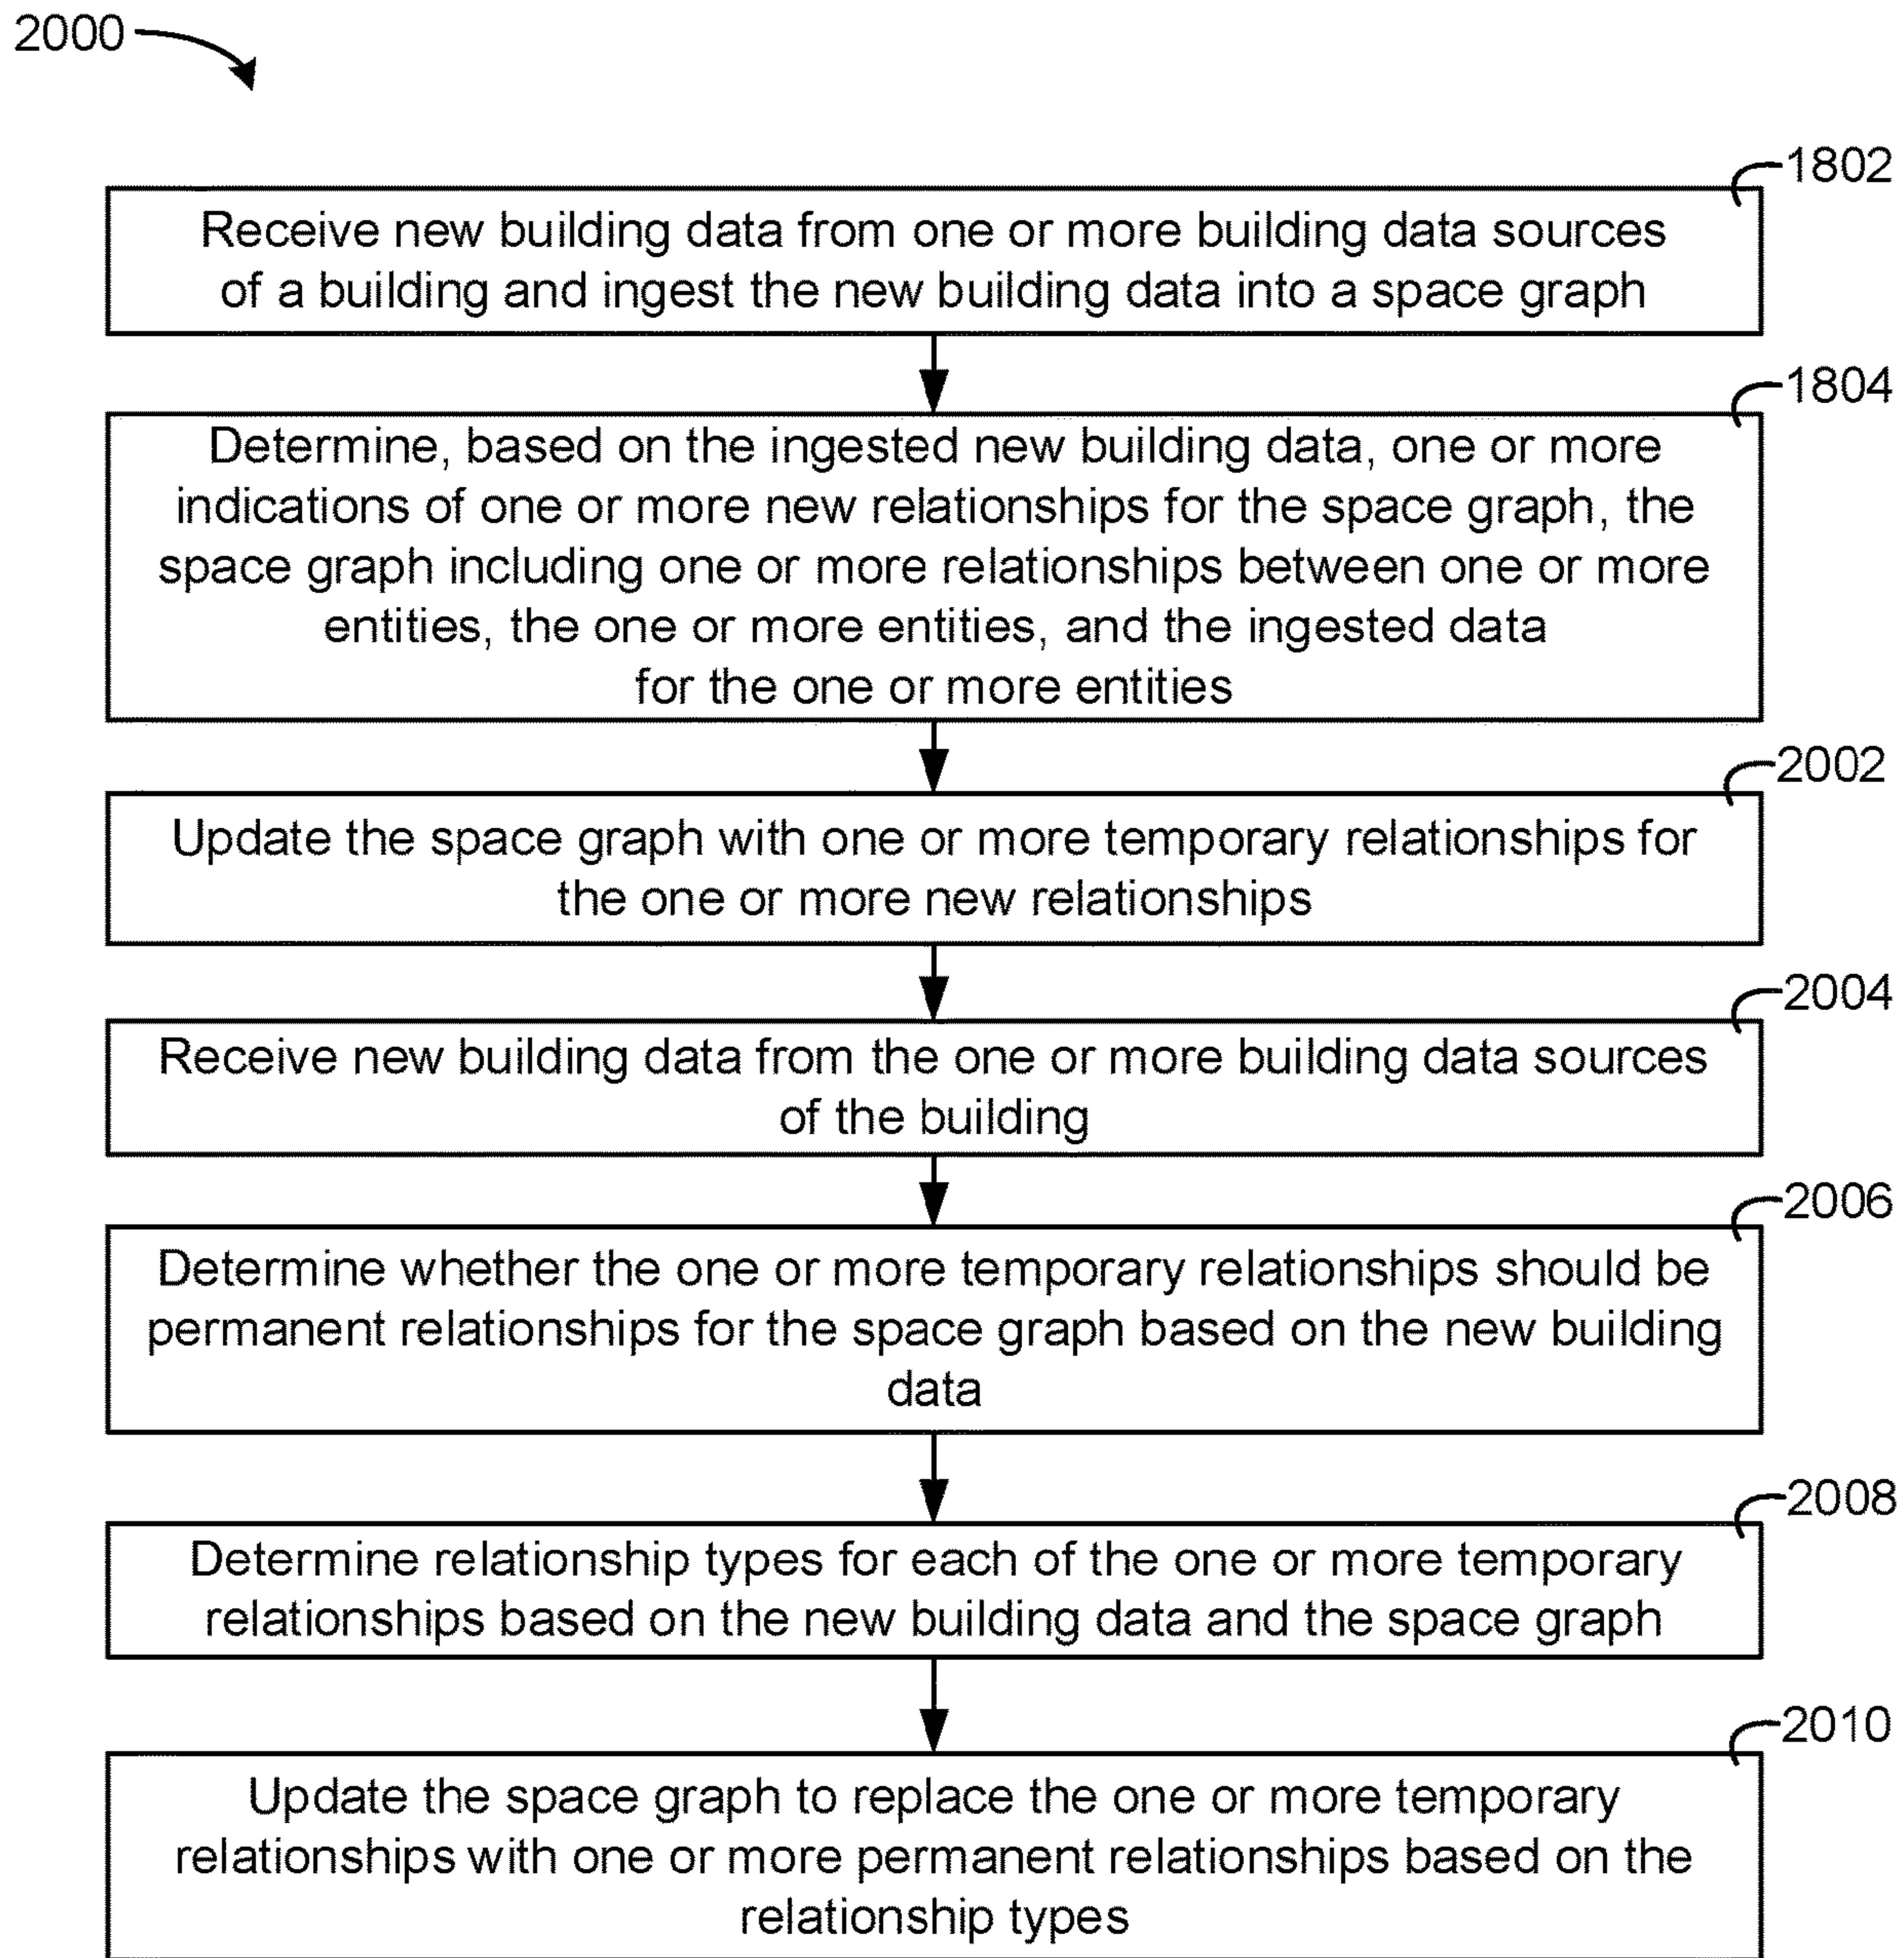 2000
1802
Receive new building data from one or more building data sources
of a building and ingest the new building data into a space graph
1804
Determine, based on the ingested new building data, one or more
indications of one or more new relationships for the space graph, the
space graph including one or more relationships between one or more
entities, the one or more entities, and the ingested data
for the one or more entities
2002
Update the space graph with one or more temporary relationships for
the one or more new relationships
2004
Receive new building data from the one or more building data sources
of the building
2006
Determine whether the one or more temporary relationships should be
permanent relationships for the space graph based on the new building
data
2008
Determine relationship types for each of the one or more temporary
relationships based on the new building data and the space graph
2010
Update the space graph to replace the one or more temporary
relationships with one or more permanent relationships based on the
relationship types